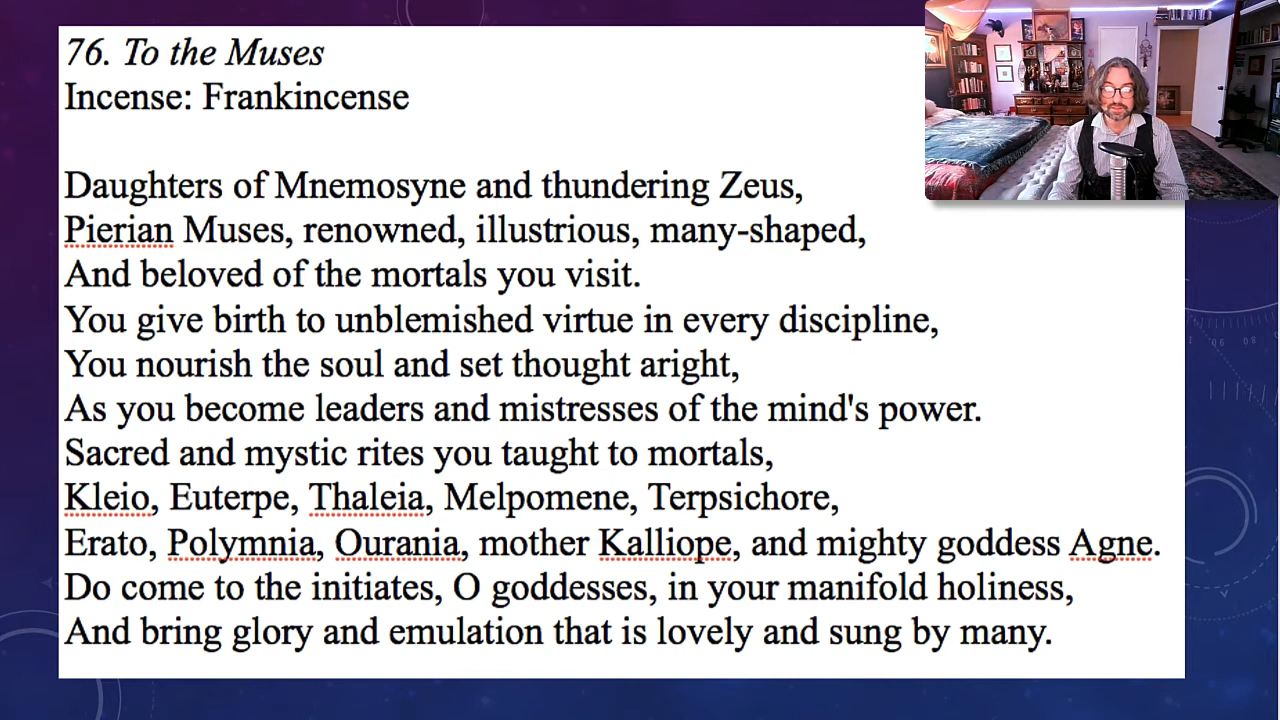 76. To the Muses
Incense: Frankincense
Daughters of Mnemosyne and thundering Zeus,
Pierian Muses, renowned, illustrious, many-shaped,
And beloved of the mortals you visit.
You give birth to unblemished virtue in every discipline,
You nourish the soul and set thought aright,
As you become leaders and mistresses of the mind's power.
Sacred and mystic rites you taught to mortals,
Kleio, Euterpe, Thaleia, Melpomene, Terpsichore,
Erato, Polymnia, Ourania, mother Kalliope, and mighty goddess Agne.
Do come to the initiates, O goddesses, in your manifold holiness,
And bring glory and emulation that is lovely and sung by many.